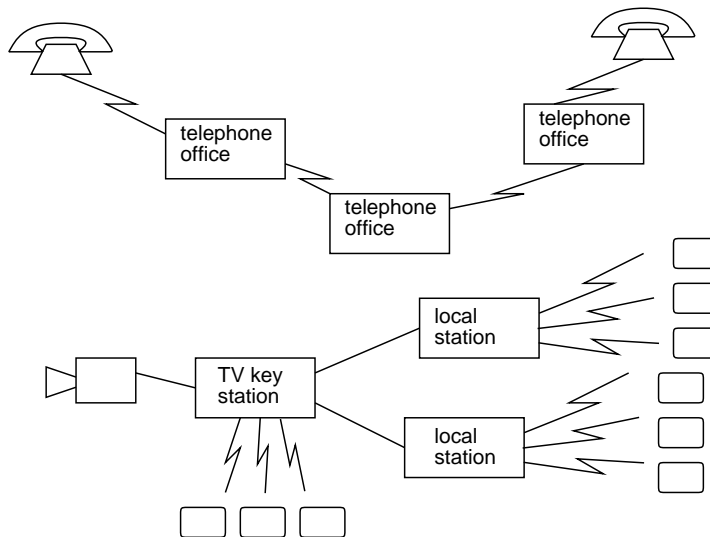 telephone
office
telephone
office
telephone
office
local
station
TV key
station
local
station